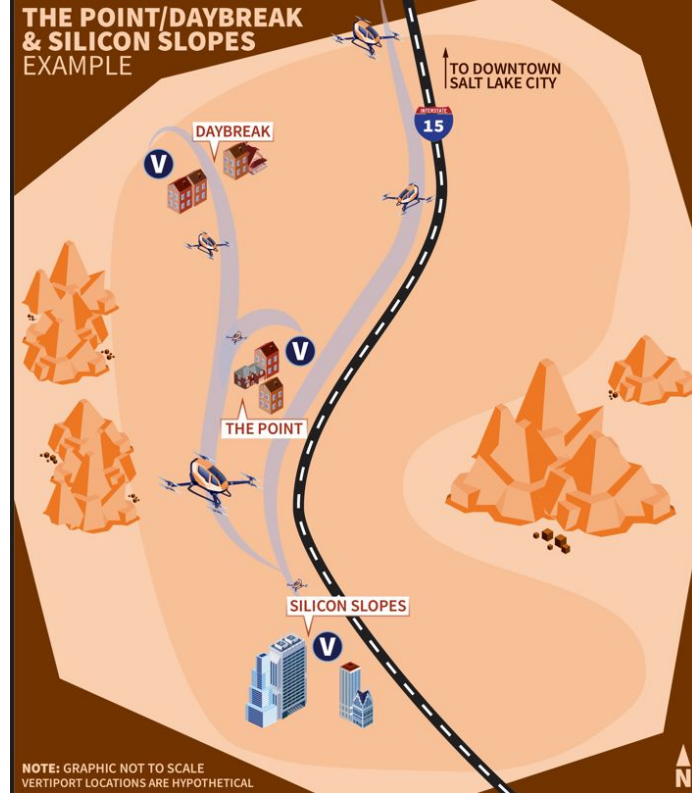 THE POINT/DAYBREAK
& SILICON SLOPES
EXAMPLE
TO DOWNTOWN
SALT LAKE CITY
INTERSTATE
15
DAYBREAK
V
V
THE POINT
SILICON SLOPES
V
NOTE: GRAPHIC NOT TO SCALE
VERTIPORT LOCATIONS ARE HYPOTHETICAL
N